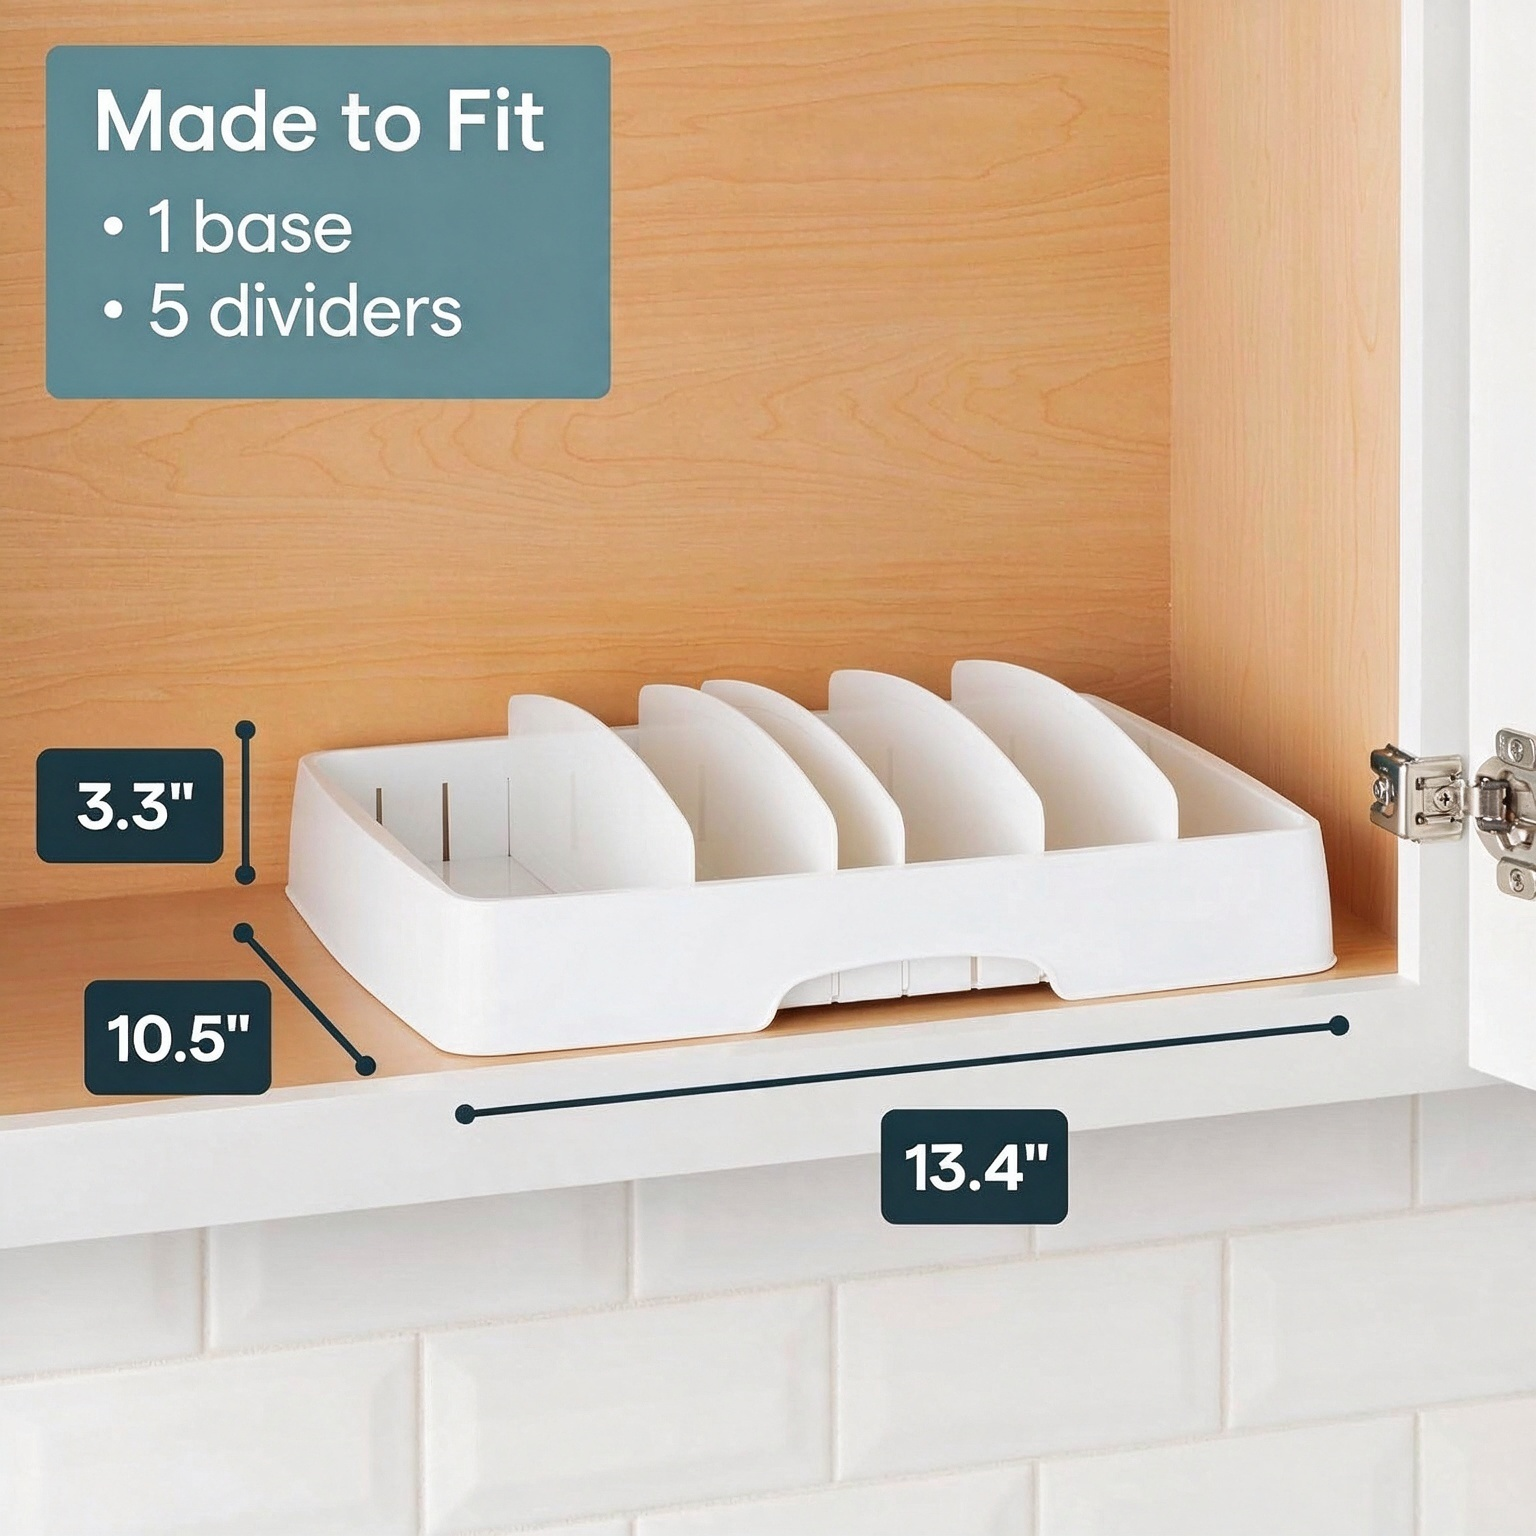 Made to Fit
• 1 base
• 5 dividers
3.3"
10.5"
13.4"